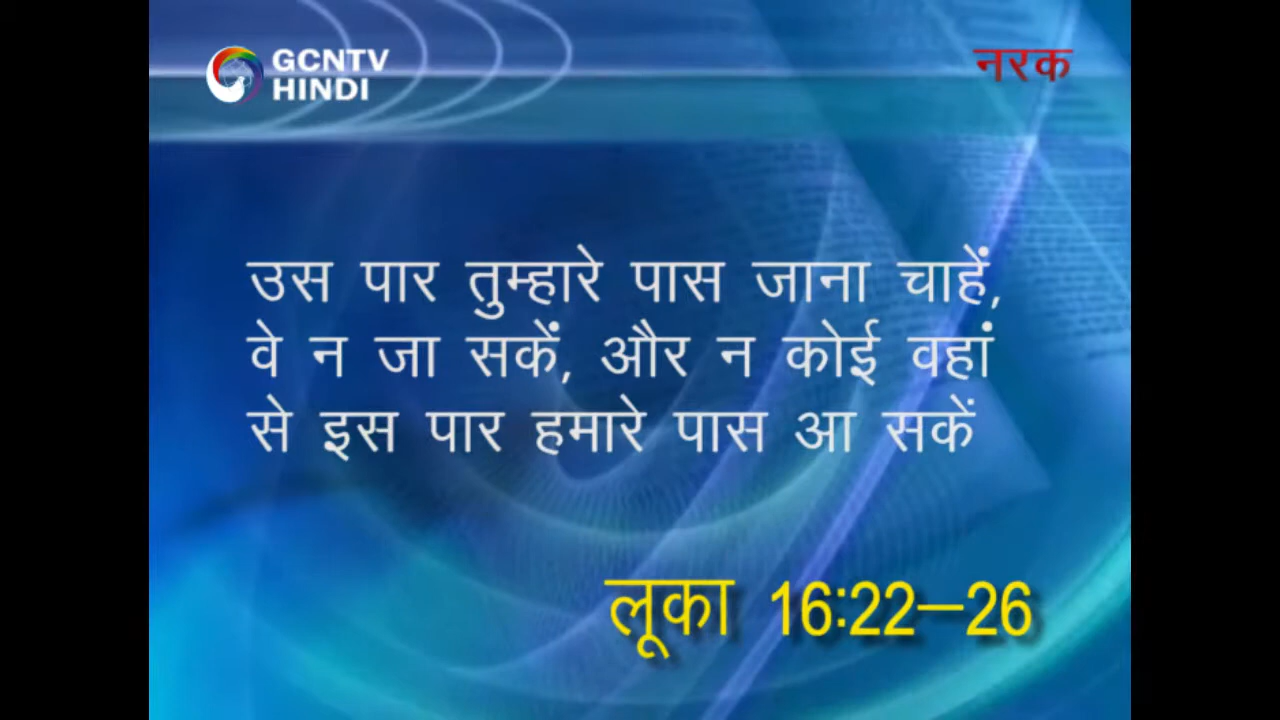 GCNTV
HINDI
नरक
उस पार तुम्हारे पास जाना चाहें,
वे न जा सकें, और न कोई वहां
से इस पार हमारे पास आ सकें
लूका 16:22–26